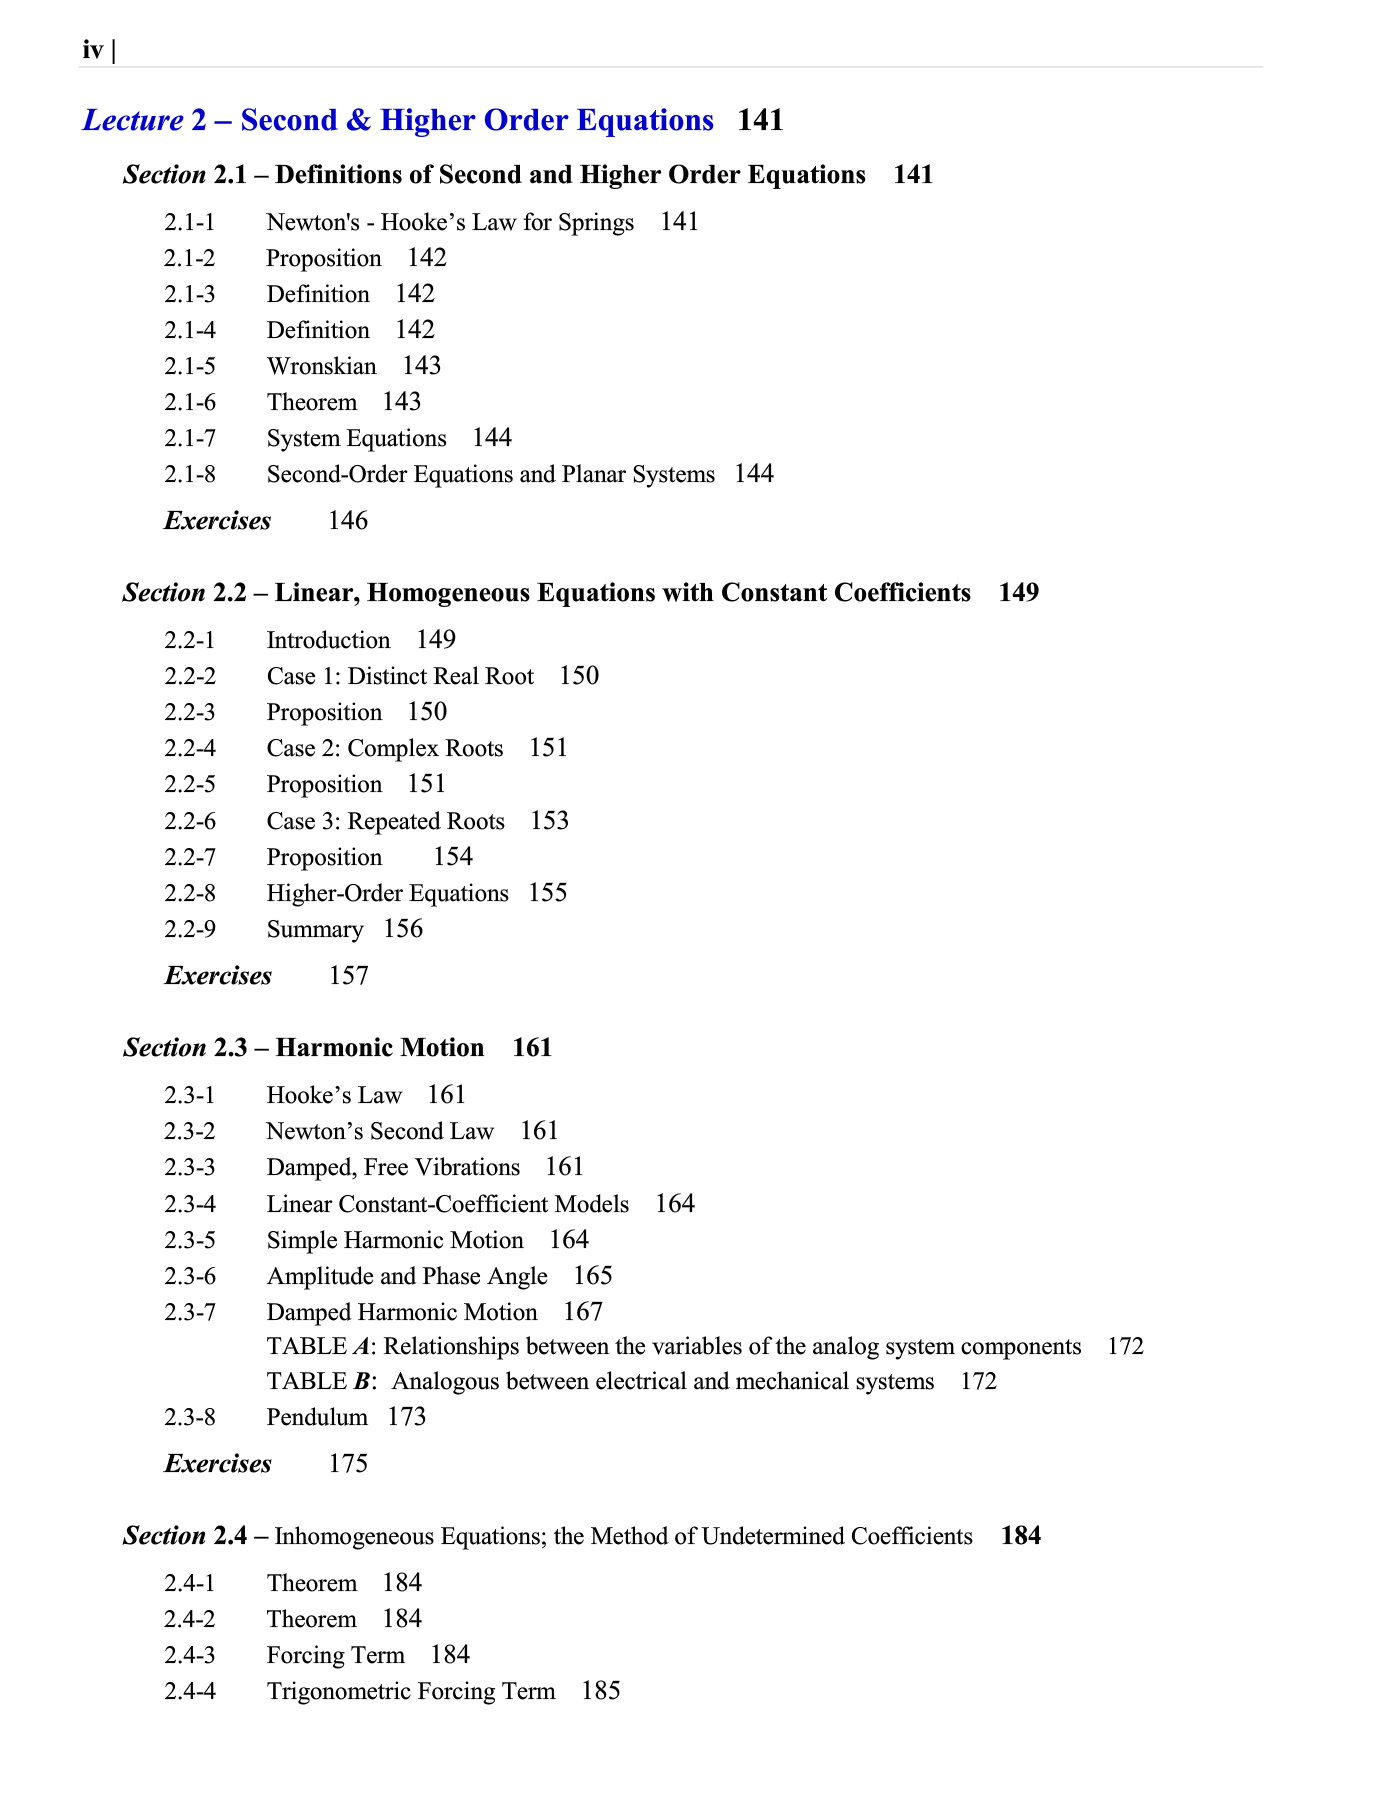 iv |
Lecture 2 – Second & Higher Order Equations 141
Section 2.1 – Definitions of Second and Higher Order Equations 141
2.1-1 Newton's - Hooke’s Law for Springs 141
2.1-2 Proposition 142
2.1-3 Definition 142
2.1-4 Definition 142
2.1-5 Wronskian 143
2.1-6 Theorem 143
2.1-7 System Equations 144
2.1-8 Second-Order Equations and Planar Systems 144
Exercises 146
Section 2.2 – Linear, Homogeneous Equations with Constant Coefficients 149
2.2-1 Introduction 149
2.2-2 Case 1: Distinct Real Root 150
2.2-3 Proposition 150
2.2-4 Case 2: Complex Roots 151
2.2-5 Proposition 151
2.2-6 Case 3: Repeated Roots 153
2.2-7 Proposition 154
2.2-8 Higher-Order Equations 155
2.2-9 Summary 156
Exercises 157
Section 2.3 – Harmonic Motion 161
2.3-1 Hooke’s Law 161
2.3-2 Newton’s Second Law 161
2.3-3 Damped, Free Vibrations 161
2.3-4 Linear Constant-Coefficient Models 164
2.3-5 Simple Harmonic Motion 164
2.3-6 Amplitude and Phase Angle 165
2.3-7 Damped Harmonic Motion 167
TABLE A: Relationships between the variables of the analog system components 172
TABLE B: Analogous between electrical and mechanical systems 172
2.3-8 Pendulum 173
Exercises 175
Section 2.4 – Inhomogeneous Equations; the Method of Undetermined Coefficients 184
2.4-1 Theorem 184
2.4-2 Theorem 184
2.4-3 Forcing Term 184
2.4-4 Trigonometric Forcing Term 185